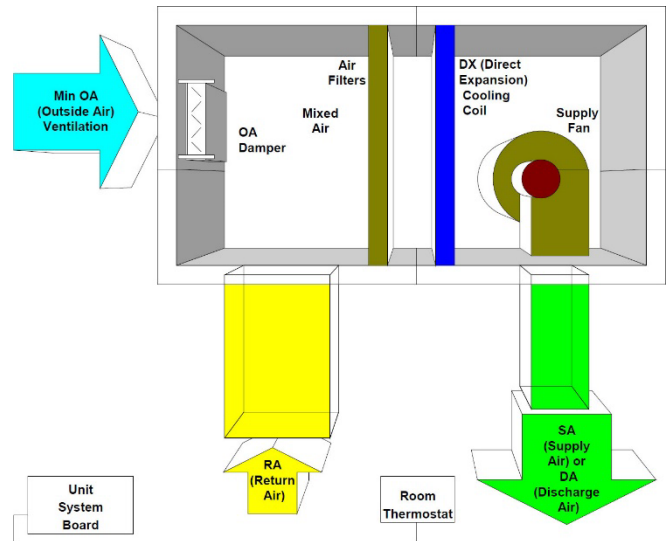 Min OA
(Outside Air)
Ventilation
OA
Damper
Air
Filters
Mixed
Air
DX (Direct
Expansion)
Cooling
Coil
Supply
Fan
RA
(Return
Air)
SA
(Supply
Air) or
DA
(Discharge
Air)
Unit
System
Board
Room
Thermostat